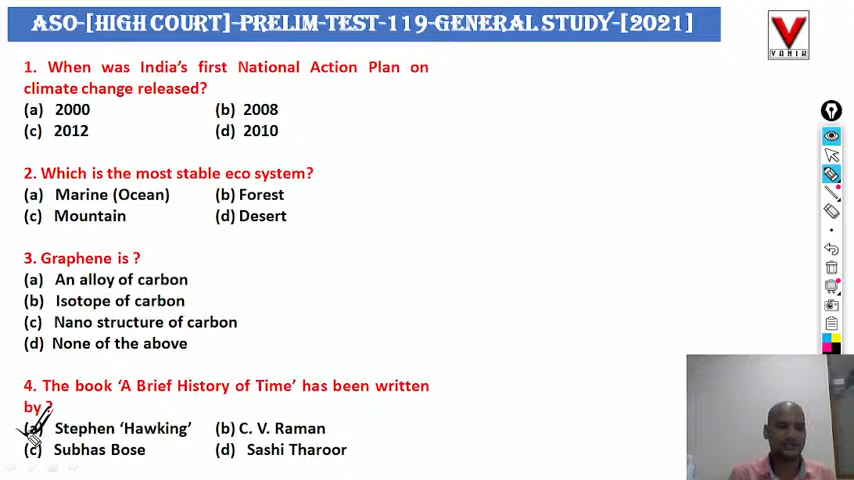 ASO-[HIGH COURT]-PRELIM-TEST-119-GENERAL STUDY-[2021]
VANIK
1. When was India's first National Action Plan on
climate change released?
(a) 2000 (b) 2008
(c) 2012 (d) 2010
2. Which is the most stable eco system?
(a) Marine (Ocean) (b) Forest
(c) Mountain (d) Desert
3. Graphene is ?
(a) An alloy of carbon
(b) Isotope of carbon
(c) Nano structure of carbon
(d) None of the above
4. The book 'A Brief History of Time' has been written
by ?
(a) Stephen 'Hawking' (b) C. V. Raman
(c) Subhas Bose (d) Sashi Tharoor